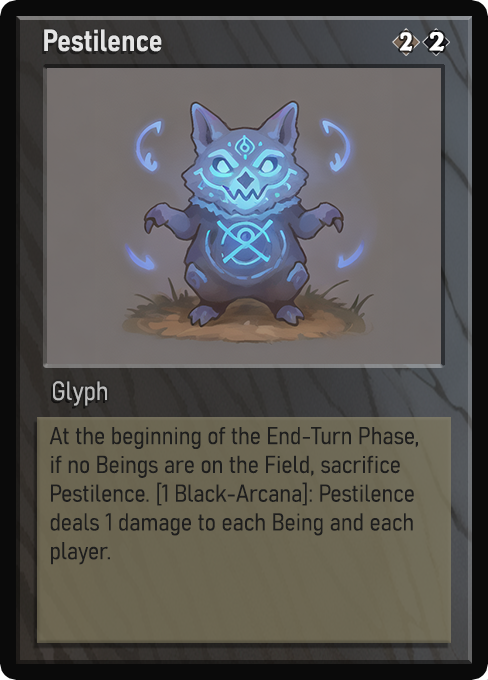 Pestilence 2 2
Glyph
At the beginning of the End-Turn Phase,
if no Beings are on the Field, sacrifice
Pestilence. [1 Black-Arcana]: Pestilence
deals 1 damage to each Being and each
player.